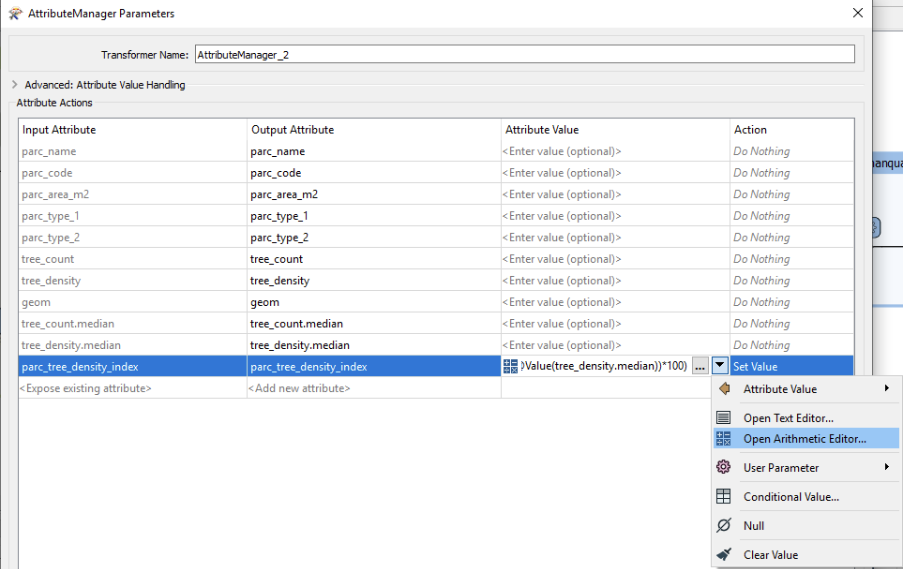 AttributeManager Parameters
Transformer Name: AttributeManager_2
Advanced: Attribute Value Handling
Attribute Actions
Input Attribute Output Attribute Attribute Value Action
parc_name parc_name <Enter value (optional)> Do Nothing
parc_code parc_code <Enter value (optional)> Do Nothing
parc_area_m2 parc_area_m2 <Enter value (optional)> Do Nothing
parc_type_1 parc_type_1 <Enter value (optional)> Do Nothing
parc_type_2 parc_type_2 <Enter value (optional)> Do Nothing
tree_count tree_count <Enter value (optional)> Do Nothing
tree_density tree_density <Enter value (optional)> Do Nothing
geom geom <Enter value (optional)> Do Nothing
tree_count.median tree_count.median <Enter value (optional)> Do Nothing
tree_density.median tree_density.median <Enter value (optional)> Do Nothing
parc_tree_density_index parc_tree_density_index Value(tree_density.median))*100) ... Set Value
<Expose existing attribute> <Add new attribute>
Attribute Value
Open Text Editor...
Open Arithmetic Editor...
User Parameter
Conditional Value...
Null
Clear Value